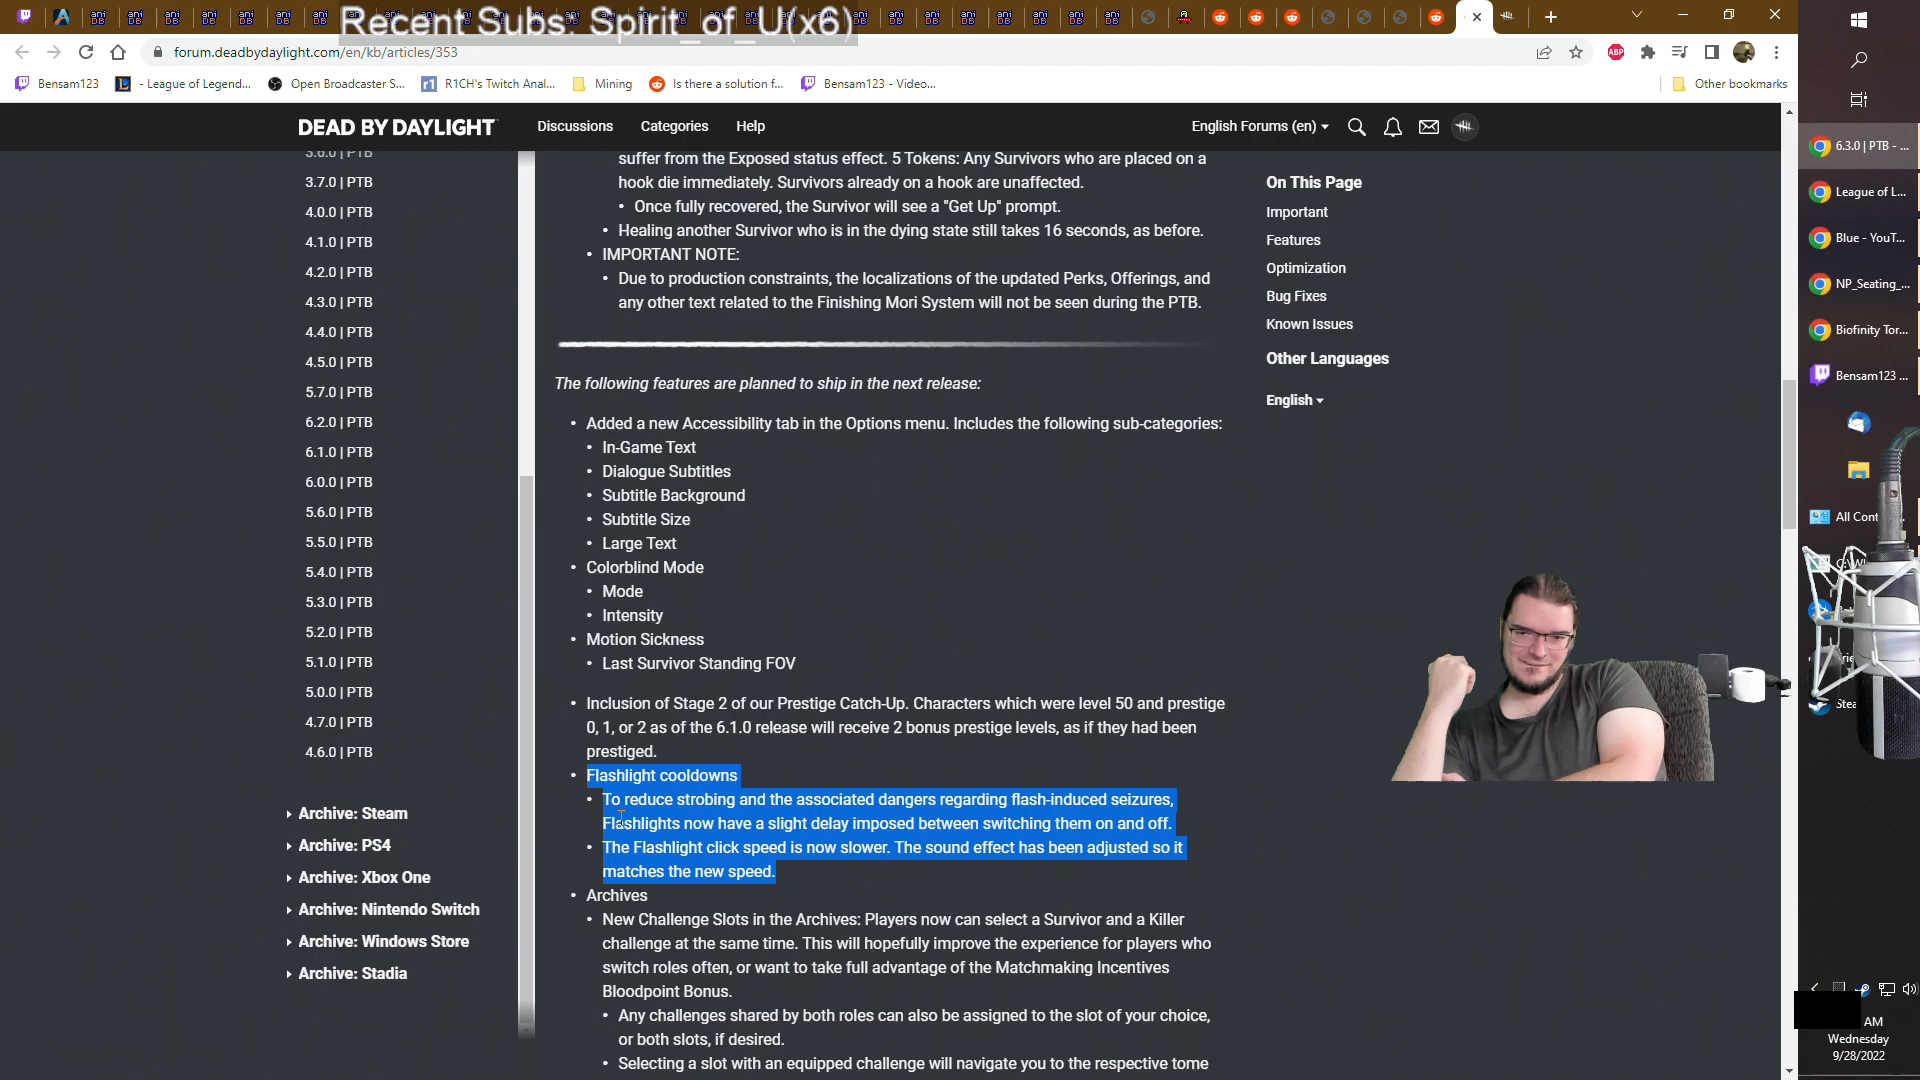 Recent Subs: Spirit_of_U(x6)
forum.deadbydaylight.com/en/kb/articles/353
ABP
Bensam123
- League of Legend...
Open Broadcaster S...
R1CH's Twitch Anal...
Mining
Is there a solution f...
Bensam123 - Video...
Other bookmarks
DEAD BY DAYLIGHT
Discussions
Categories
Help
English Forums (en)
3.6.0 | PTB
3.7.0 | PTB
4.0.0 | PTB
4.1.0 | PTB
4.2.0 | PTB
4.3.0 | PTB
4.4.0 | PTB
4.5.0 | PTB
5.7.0 | PTB
6.2.0 | PTB
6.1.0 | PTB
6.0.0 | PTB
5.6.0 | PTB
5.5.0 | PTB
5.4.0 | PTB
5.3.0 | PTB
5.2.0 | PTB
5.1.0 | PTB
5.0.0 | PTB
4.7.0 | PTB
4.6.0 | PTB
Archive: Steam
Archive: PS4
Archive: Xbox One
Archive: Nintendo Switch
Archive: Windows Store
Archive: Stadia
suffer from the Exposed status effect. 5 Tokens: Any Survivors who are placed on a
hook die immediately. Survivors already on a hook are unaffected.
• Once fully recovered, the Survivor will see a "Get Up" prompt.
• Healing another Survivor who is in the dying state still takes 16 seconds, as before.
• IMPORTANT NOTE:
• Due to production constraints, the localizations of the updated Perks, Offerings, and
any other text related to the Finishing Mori System will not be seen during the PTB.
The following features are planned to ship in the next release:
• Added a new Accessibility tab in the Options menu. Includes the following sub-categories:
• In-Game Text
• Dialogue Subtitles
• Subtitle Background
• Subtitle Size
• Large Text
• Colorblind Mode
• Mode
• Intensity
• Motion Sickness
• Last Survivor Standing FOV
• Inclusion of Stage 2 of our Prestige Catch-Up. Characters which were level 50 and prestige
0, 1, or 2 as of the 6.1.0 release will receive 2 bonus prestige levels, as if they had been
prestiged.
• Flashlight cooldowns
• To reduce strobing and the associated dangers regarding flash-induced seizures,
Flashlights now have a slight delay imposed between switching them on and off.
• The Flashlight click speed is now slower. The sound effect has been adjusted so it
matches the new speed.
• Archives
• New Challenge Slots in the Archives: Players now can select a Survivor and a Killer
challenge at the same time. This will hopefully improve the experience for players who
switch roles often, or want to take full advantage of the Matchmaking Incentives
Bloodpoint Bonus.
• Any challenges shared by both roles can also be assigned to the slot of your choice,
or both slots, if desired.
• Selecting a slot with an equipped challenge will navigate you to the respective tome
On This Page
Important
Features
Optimization
Bug Fixes
Known Issues
Other Languages
English
6.3.0 | PTB - ...
League of L...
Blue - YouT...
NP_Seating_...
Biofinity Tor...
Bensam123 ...
All Cont
Stea
AM
Wednesday
9/28/2022